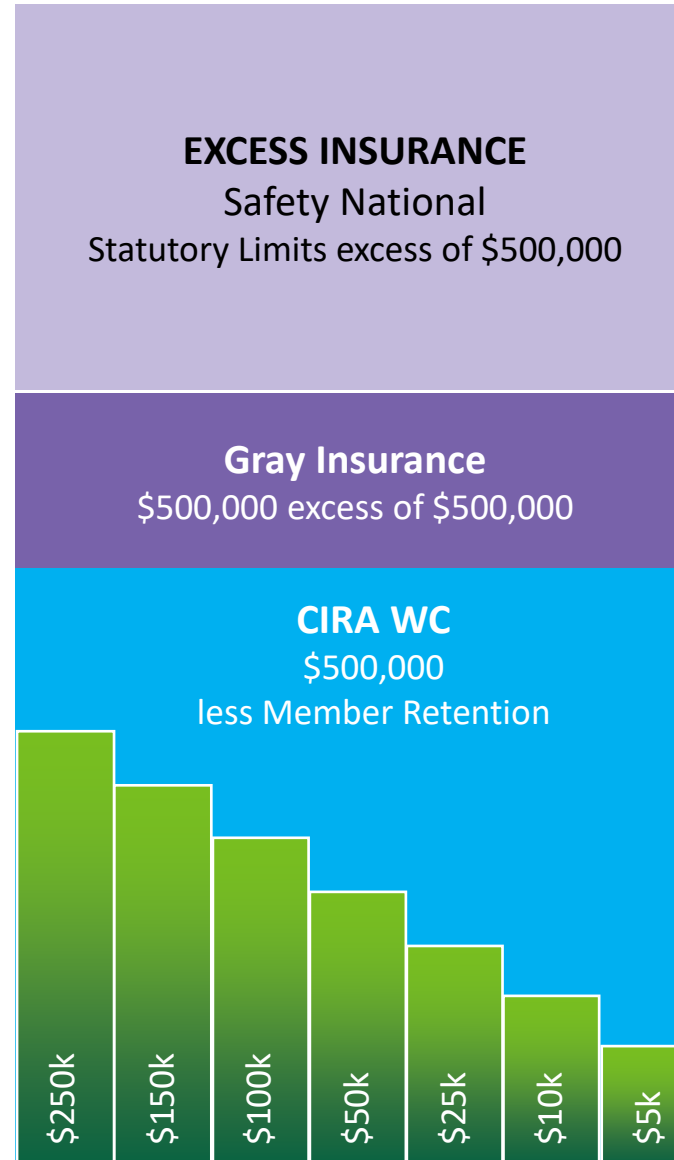 EXCESS INSURANCE
Safety National
Statutory Limits excess of $500,000
Gray Insurance
$500,000 excess of $500,000
CIRA WC
$500,000
less Member Retention
$250k
$150k
$100k
$50k
$25k
$10k
$5k